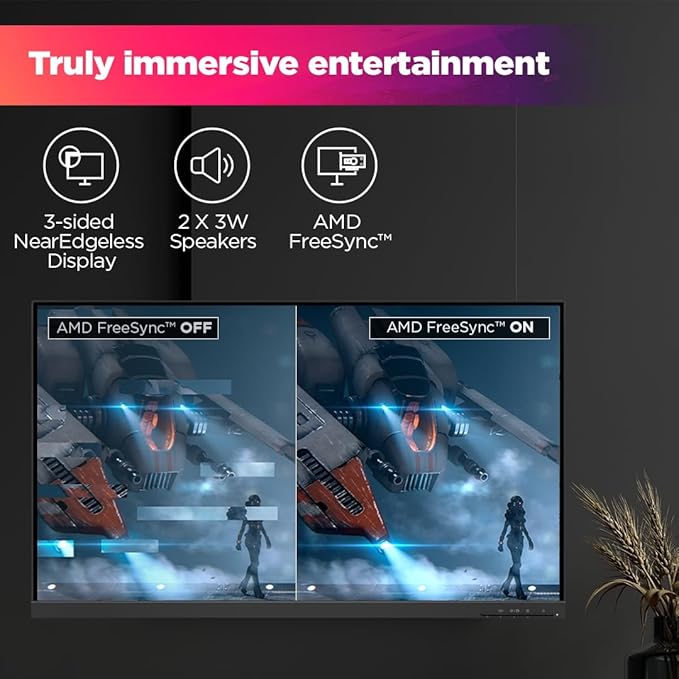 Truly immersive entertainment
3-sided
NearEdgeless
Display
2 X 3W
Speakers
AMD
FreeSync™
AMD FreeSync™ OFF
AMD FreeSync™ ON